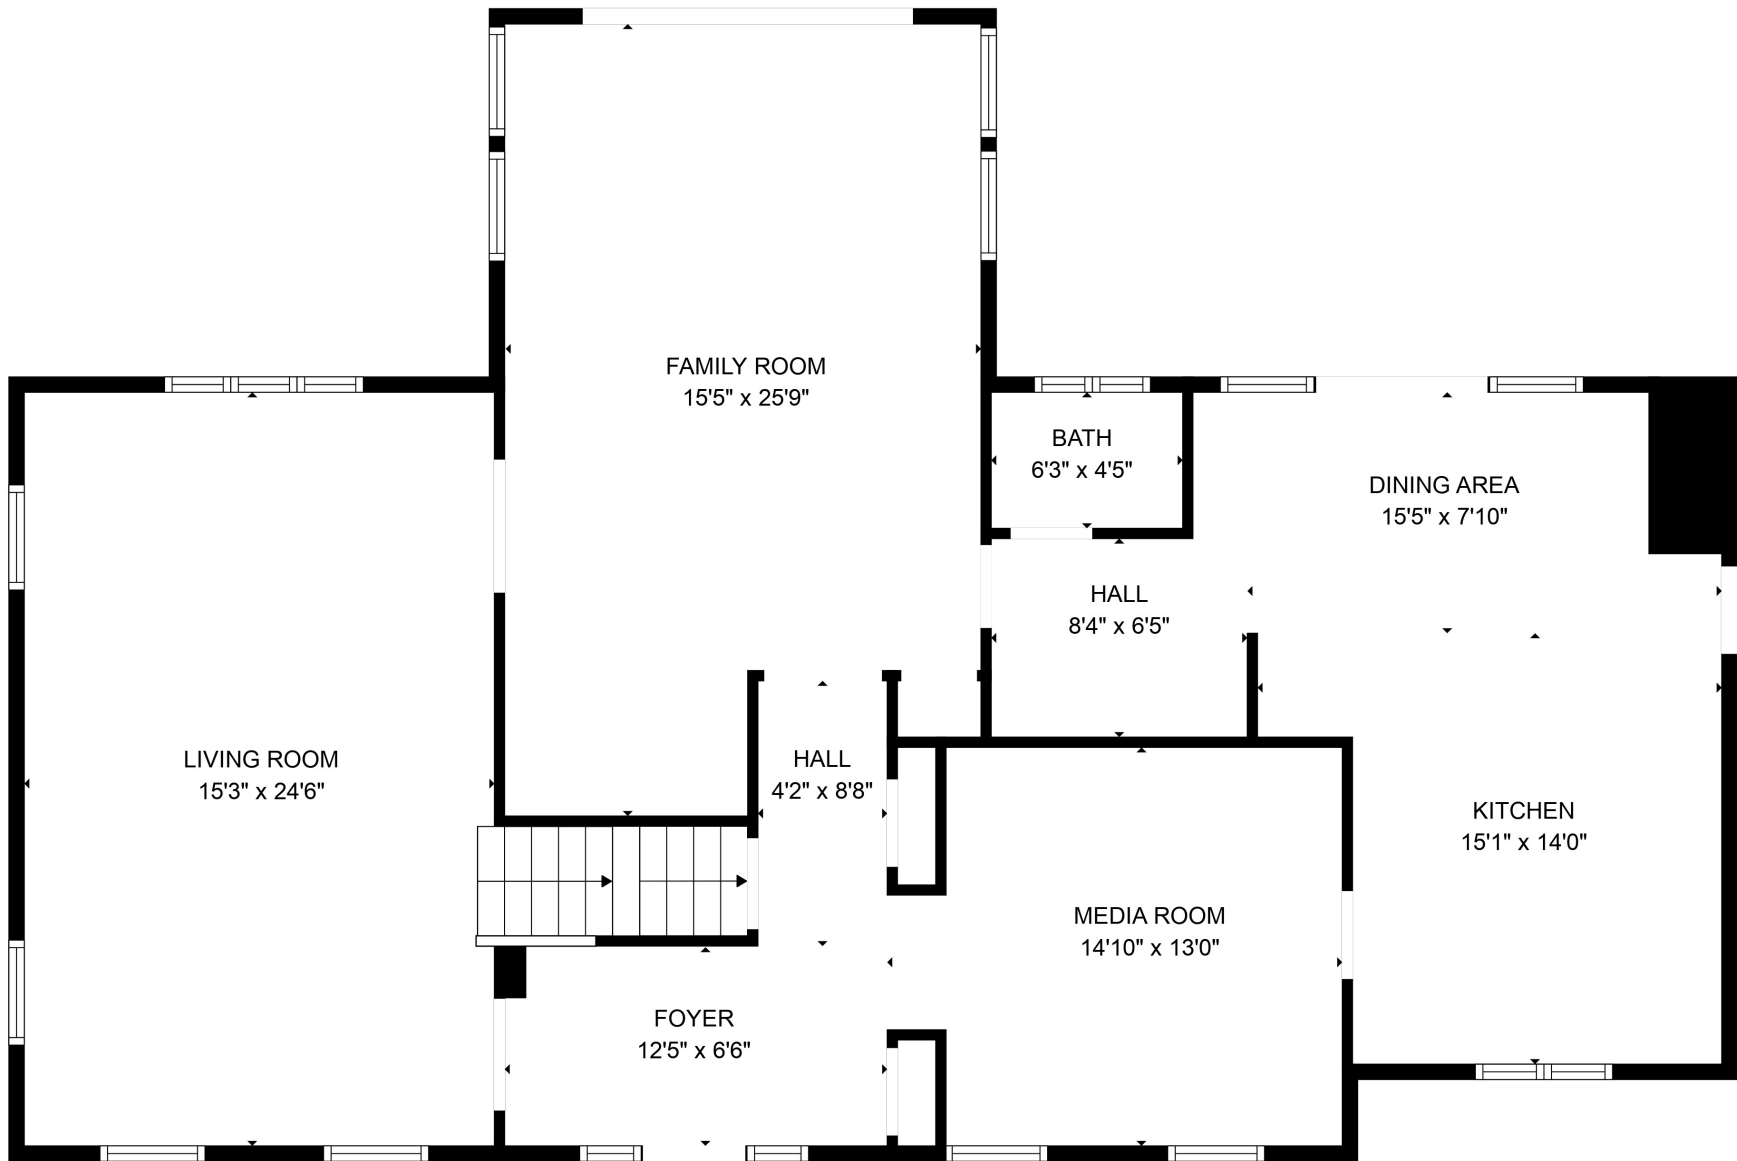 FAMILY ROOM
15'5" x 25'9"
BATH
6'3" x 4'5"
DINING AREA
15'5" x 7'10"
HALL
8'4" x 6'5"
LIVING ROOM
15'3" x 24'6"
HALL
4'2" x 8'8"
KITCHEN
15'1" x 14'0"
MEDIA ROOM
14'10" x 13'0"
FOYER
12'5" x 6'6"